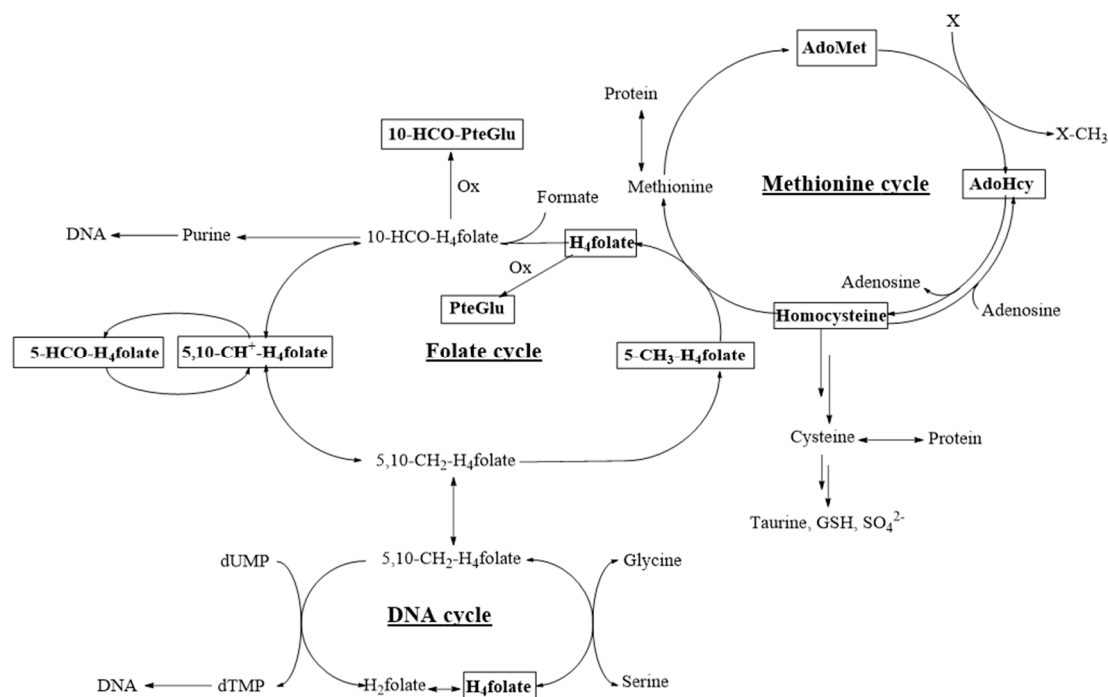 X
AdoMet
Protein
10-HCO-PteGlu
X-CH₃
Ox
Methionine
Methionine cycle
AdoHcy
Formate
DNA
Purine
10-HCO-H₄folate
H₄folate
Ox
Adenosine
PteGlu
Homocysteine
Adenosine
5-HCO-H₄folate
5,10-CH⁺-H₄folate
Folate cycle
5-CH₃-H₄folate
Cysteine
Protein
5,10-CH₂-H₄folate
Taurine, GSH, SO₄²⁻
dUMP
5,10-CH₂-H₄folate
Glycine
DNA cycle
DNA
dTMP
H₂folate
H₄folate
Serine